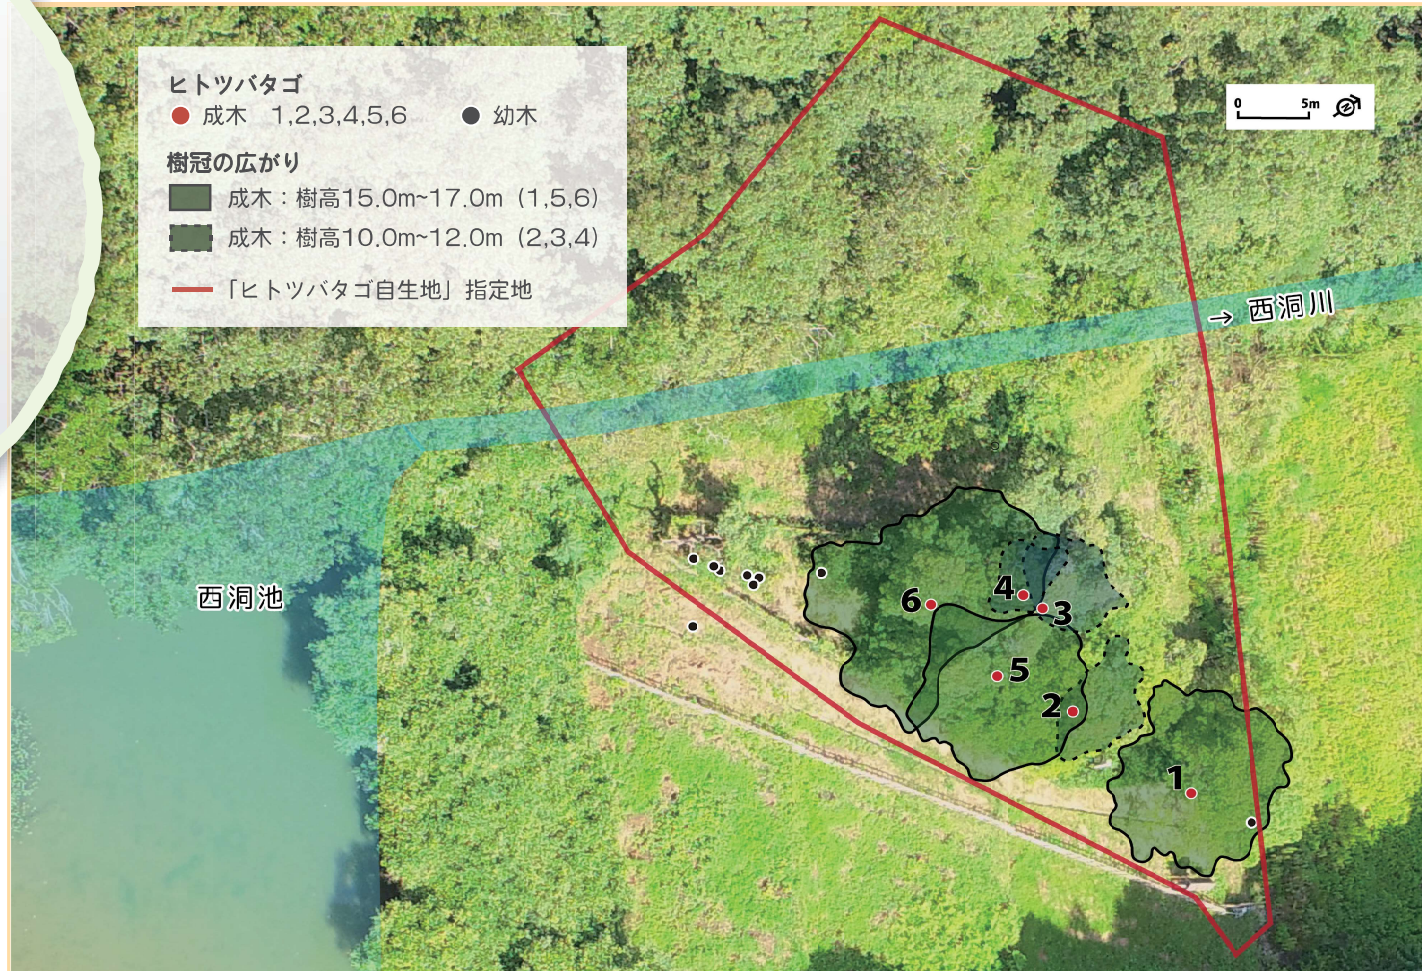 ヒトツバタゴ
成木 1,2,3,4,5,6 幼木
樹冠の広がり
成木：樹高15.0m~17.0m（1,5,6）
成木：樹高10.0m~12.0m（2,3,4）
「ヒトツバタゴ自生地」指定地
0 5m N
→ 西洞川
西洞池
4
6
3
5
2
1